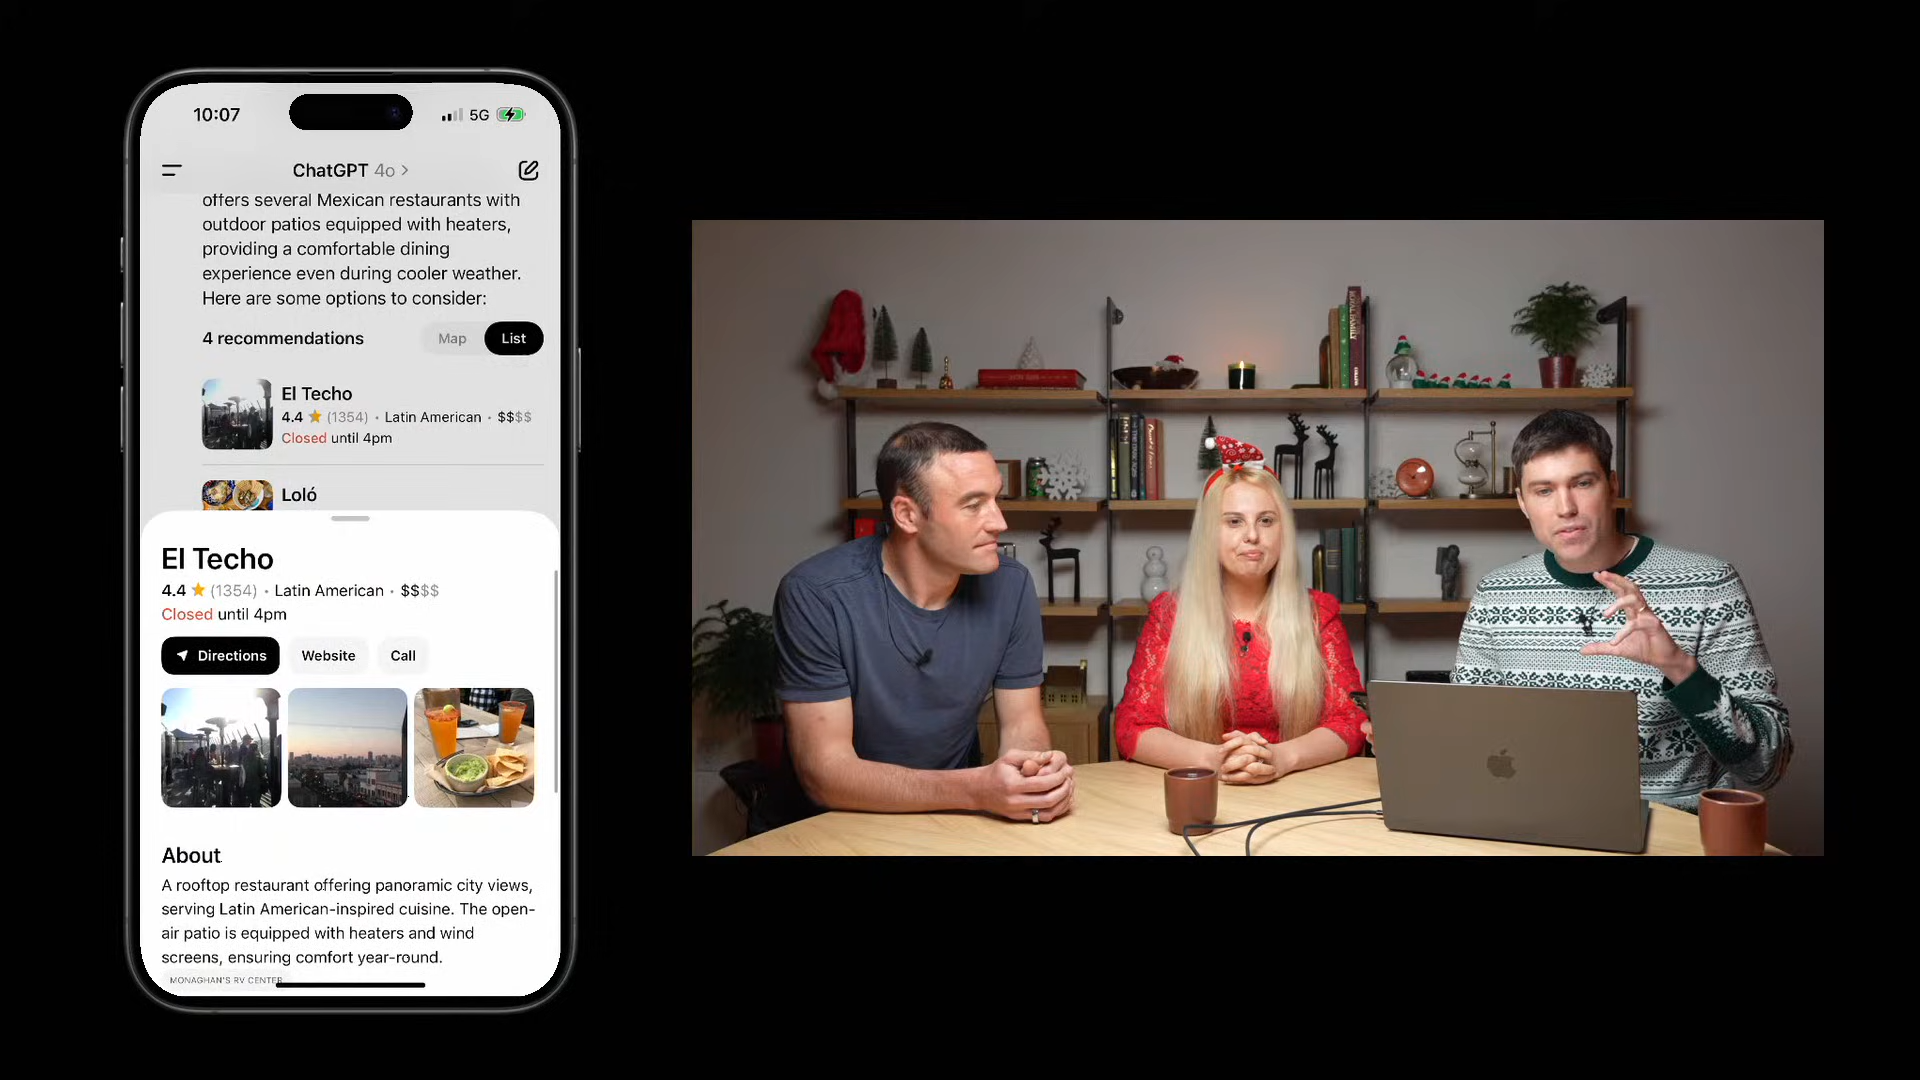 10:07
5G
ChatGPT 4o >
offers several Mexican restaurants with
outdoor patios equipped with heaters,
providing a comfortable dining
experience even during cooler weather.
Here are some options to consider:
4 recommendations
Map
List
El Techo
4.4 ★ (1354) • Latin American • $$$$
Closed until 4pm
Loló
El Techo
4.4 ★ (1354) • Latin American • $$$$
Closed until 4pm
Directions
Website
Call
About
A rooftop restaurant offering panoramic city views,
serving Latin American-inspired cuisine. The open-
air patio is equipped with heaters and wind
screens, ensuring comfort year-round.
MONAGHAN'S RV CENTER
ROYAL FAMILY